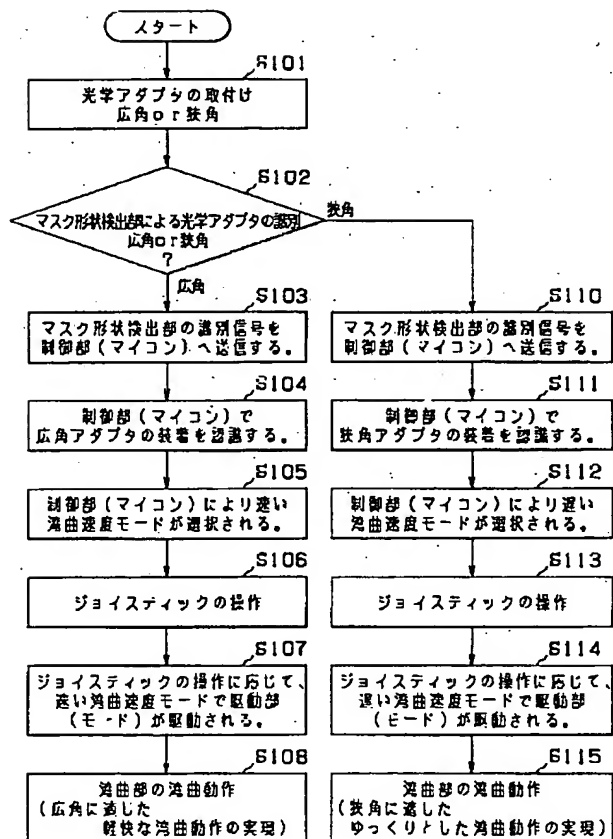 スタート
S101
光学アダプタの取付け
広角or狭角
S102
マスク形状検出部による光学アダプタの識別
広角or狭角
?
狭角
広角
S103
マスク形状検出部の識別信号を
制御部(マイコン)へ送信する。
S104
制御部(マイコン)で
広角アダプタの装着を認識する。
S105
制御部(マイコン)により速い
湾曲速度モードが選択される。
S106
ジョイスティックの操作
S107
ジョイスティックの操作に応じて、
速い湾曲速度モードで駆動部
(モード)が駆動される。
S108
湾曲部の湾曲動作
(広角に適した
軽快な湾曲動作の実現)
S110
マスク形状検出部の識別信号を
制御部(マイコン)へ送信する。
S111
制御部(マイコン)で
狭角アダプタの装着を認識する。
S112
制御部(マイコン)により遅い
湾曲速度モードが選択される。
S113
ジョイスティックの操作
S114
ジョイスティックの操作に応じて、
遅い湾曲速度モードで駆動部
(モード)が駆動される。
S115
湾曲部の湾曲動作
(狭角に適した
ゆっくりとした湾曲動作の実現)